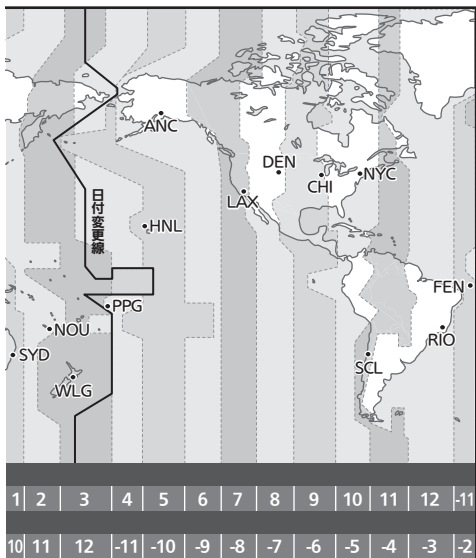 ANC
DEN
CHI
NYC
LAX
日付変更線
HNL
FEN
PPG
NOU
RIO
SYD
SCL
WLG
1 2 3 4 5 6 7 8 9 10 11 12 -11
10 11 12 -11 -10 -9 -8 -7 -6 -5 -4 -3 -2